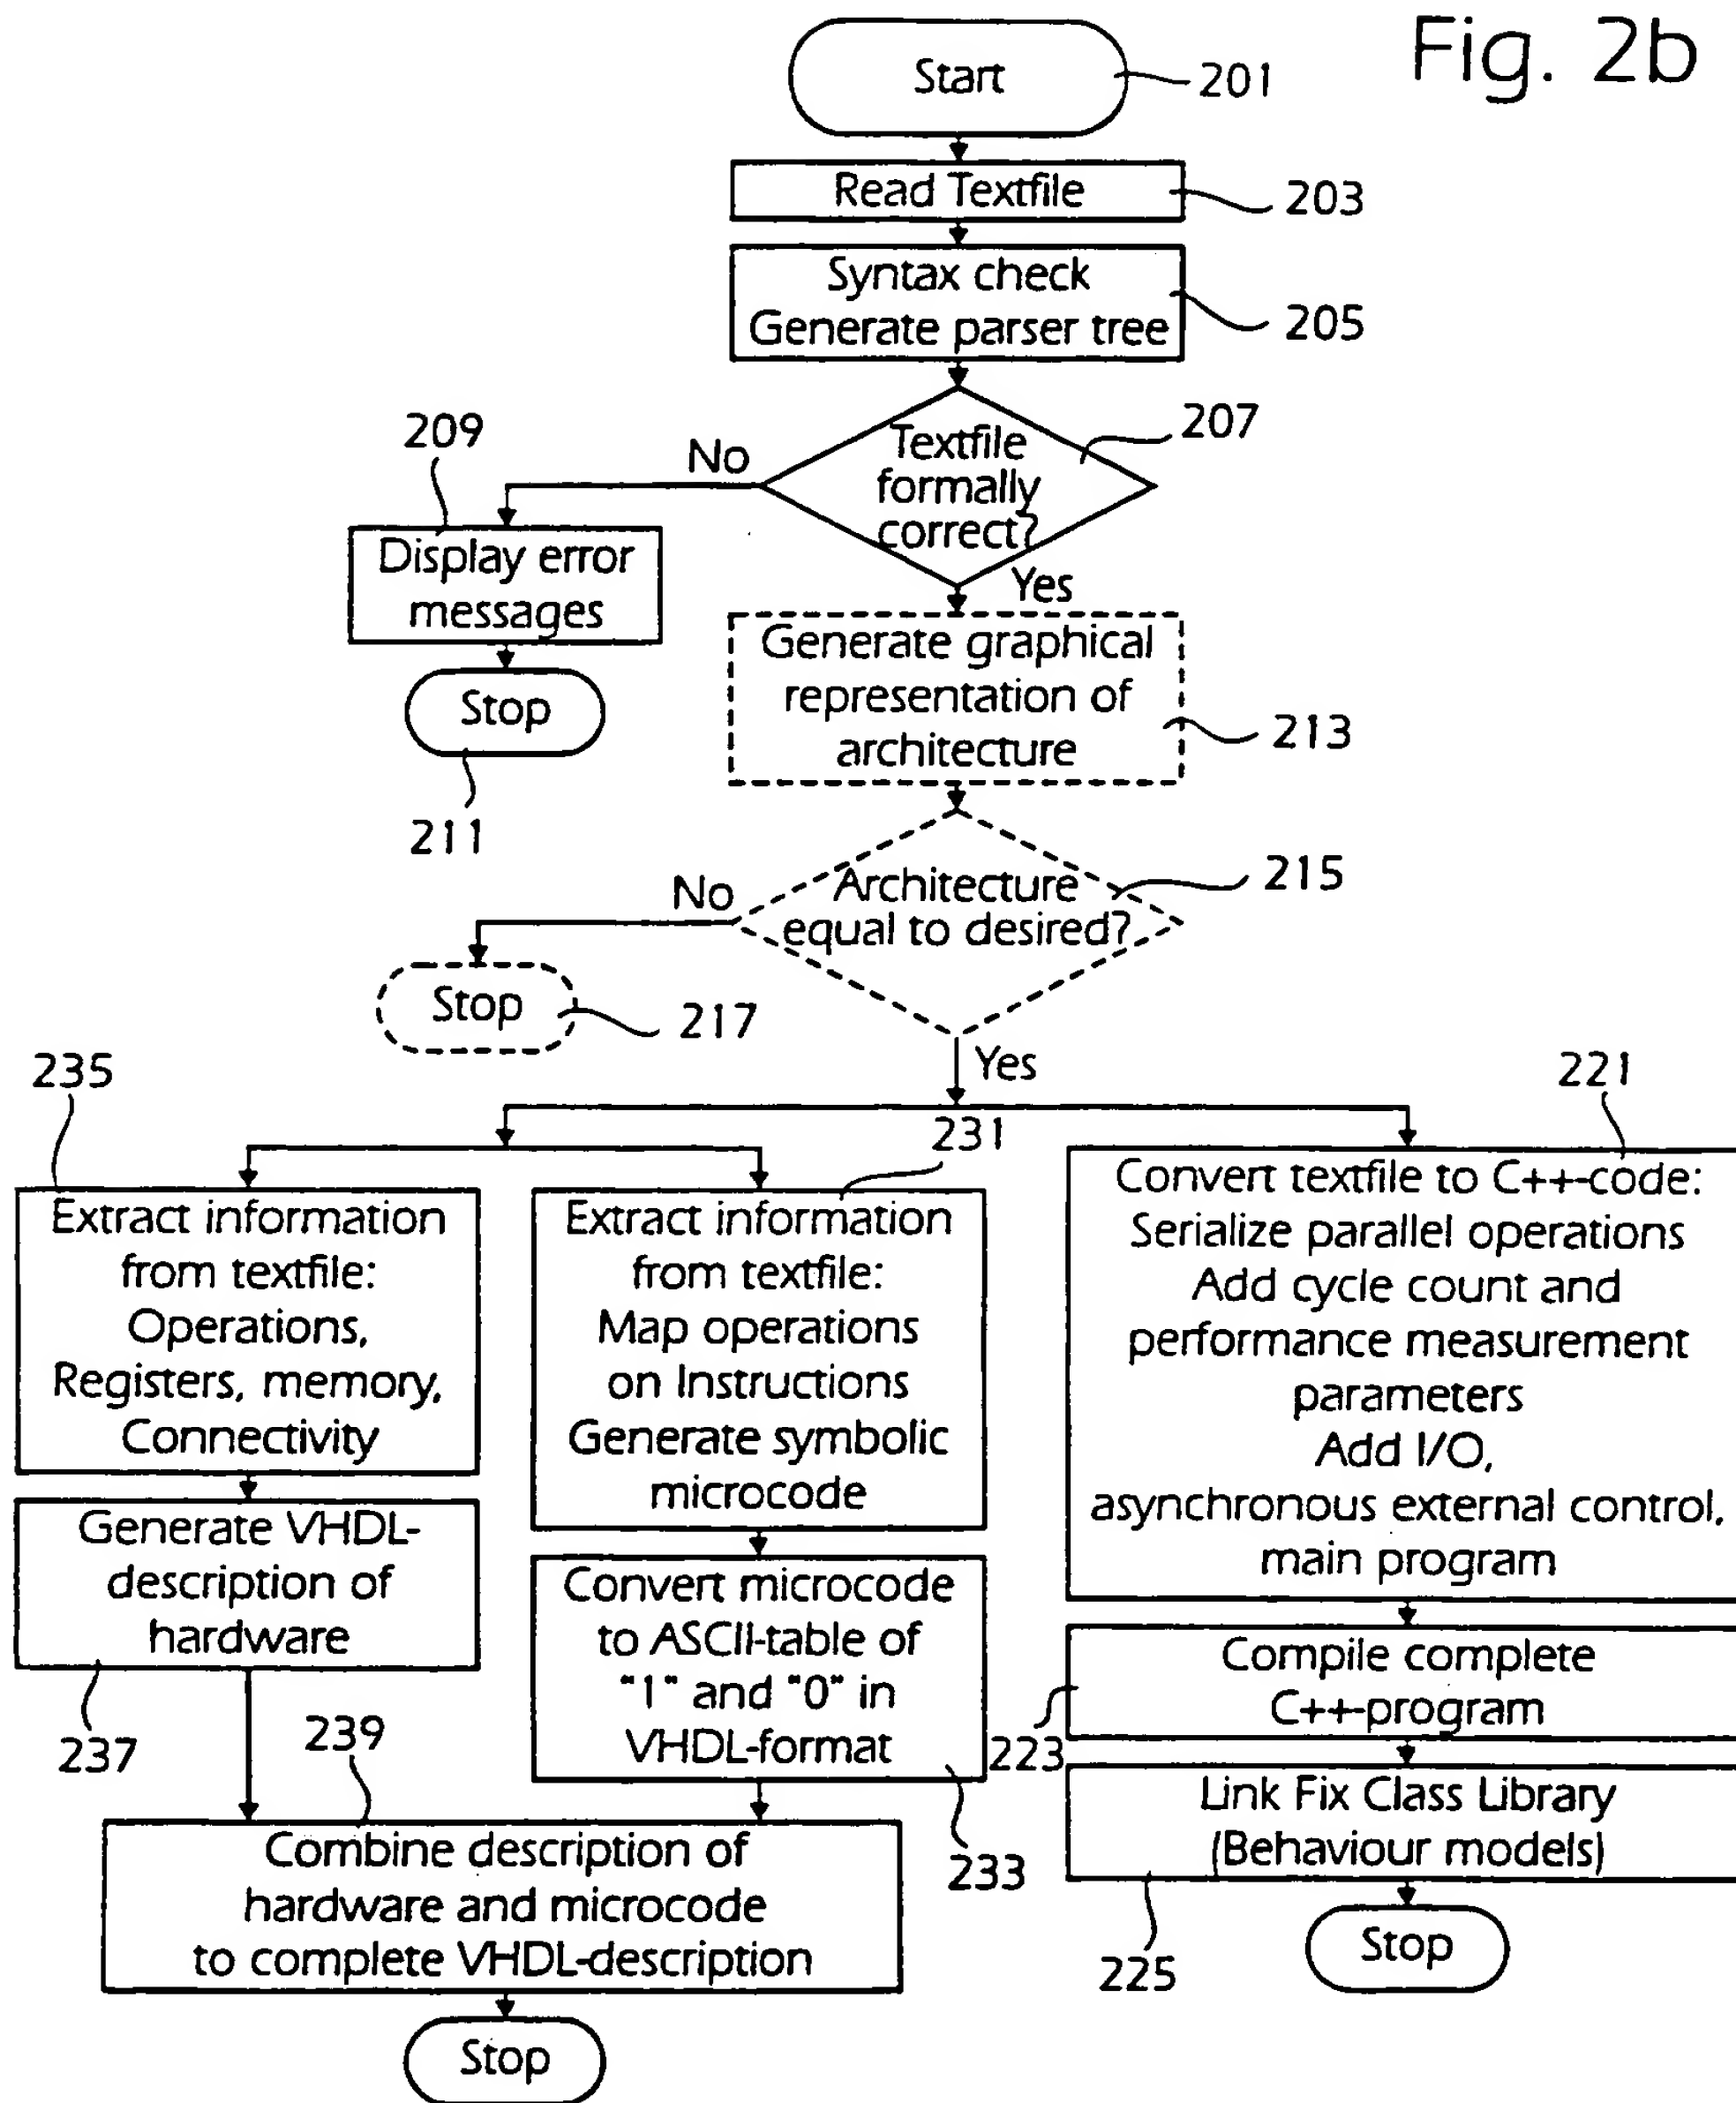 Fig. 2b
Start
201
Read Textfile
203
Syntax check
Generate parser tree
205
207
Textfile
formally
correct?
No
Yes
209
Display error
messages
Stop
211
Generate graphical
representation of
architecture
213
Architecture
equal to desired?
215
No
Stop
217
Yes
235
231
221
Extract information
from textfile:
Operations,
Registers, memory,
Connectivity
Extract information
from textfile:
Map operations
on Instructions
Generate symbolic
microcode
Convert textfile to C++-code:
Serialize parallel operations
Add cycle count and
performance measurement
parameters
Add I/O,
asynchronous external control,
main program
Generate VHDL-
description of
hardware
237
Convert microcode
to ASCII-table of
"1" and "0" in
VHDL-format
233
Compile complete
C++-program
223
Link Fix Class Library
(Behaviour models)
225
Stop
239
Combine description of
hardware and microcode
to complete VHDL-description
Stop